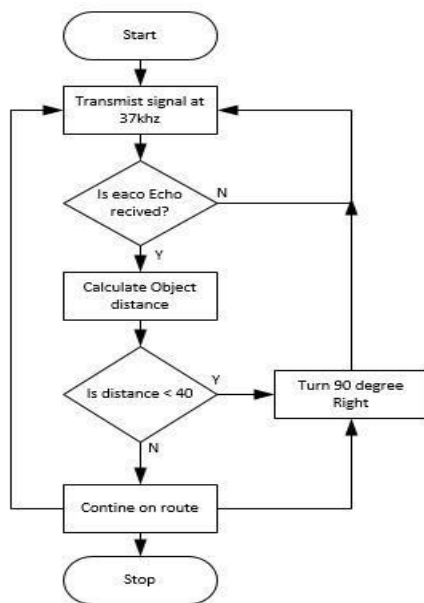 Start
Transmist signal at
37khz
Is eaco Echo
recived?
N
Y
Calculate Object
distance
Is distance < 40
Y
Turn 90 degree
Right
N
Contine on route
Stop